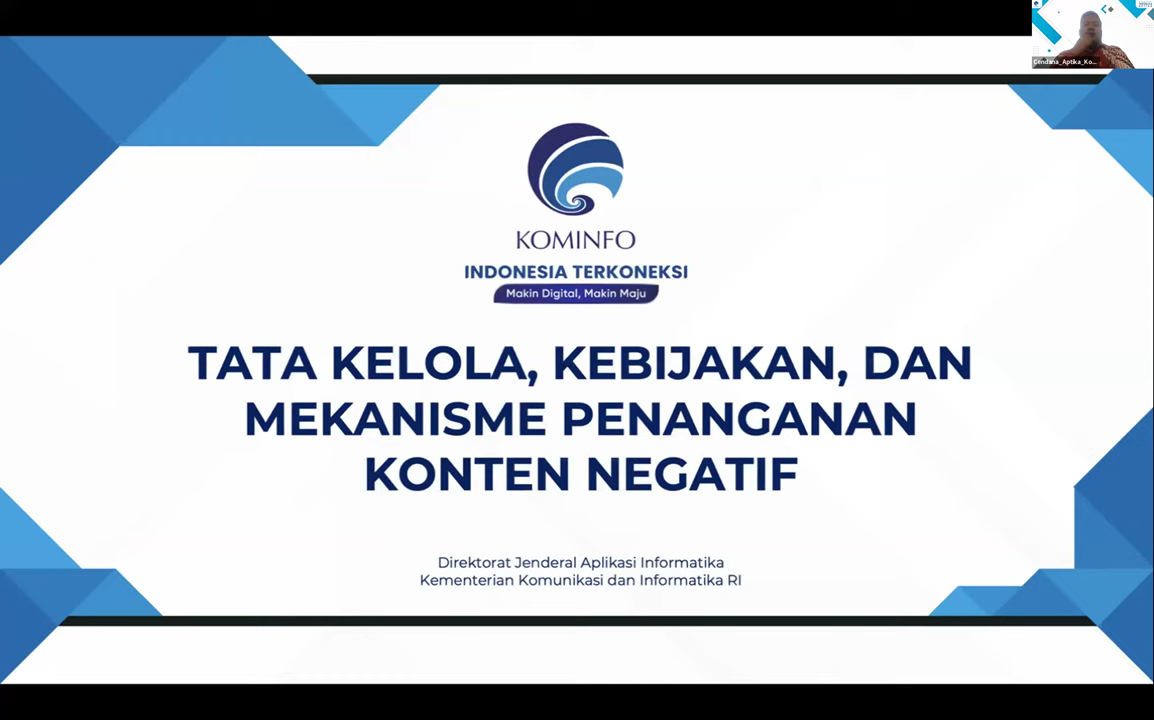 Cendana_Aptika_Ko...
KOMINFO
INDONESIA TERKONEKSI
Makin Digital, Makin Maju
TATA KELOLA, KEBIJAKAN, DAN
MEKANISME PENANGANAN
KONTEN NEGATIF
Direktorat Jenderal Aplikasi Informatika
Kementerian Komunikasi dan Informatika RI